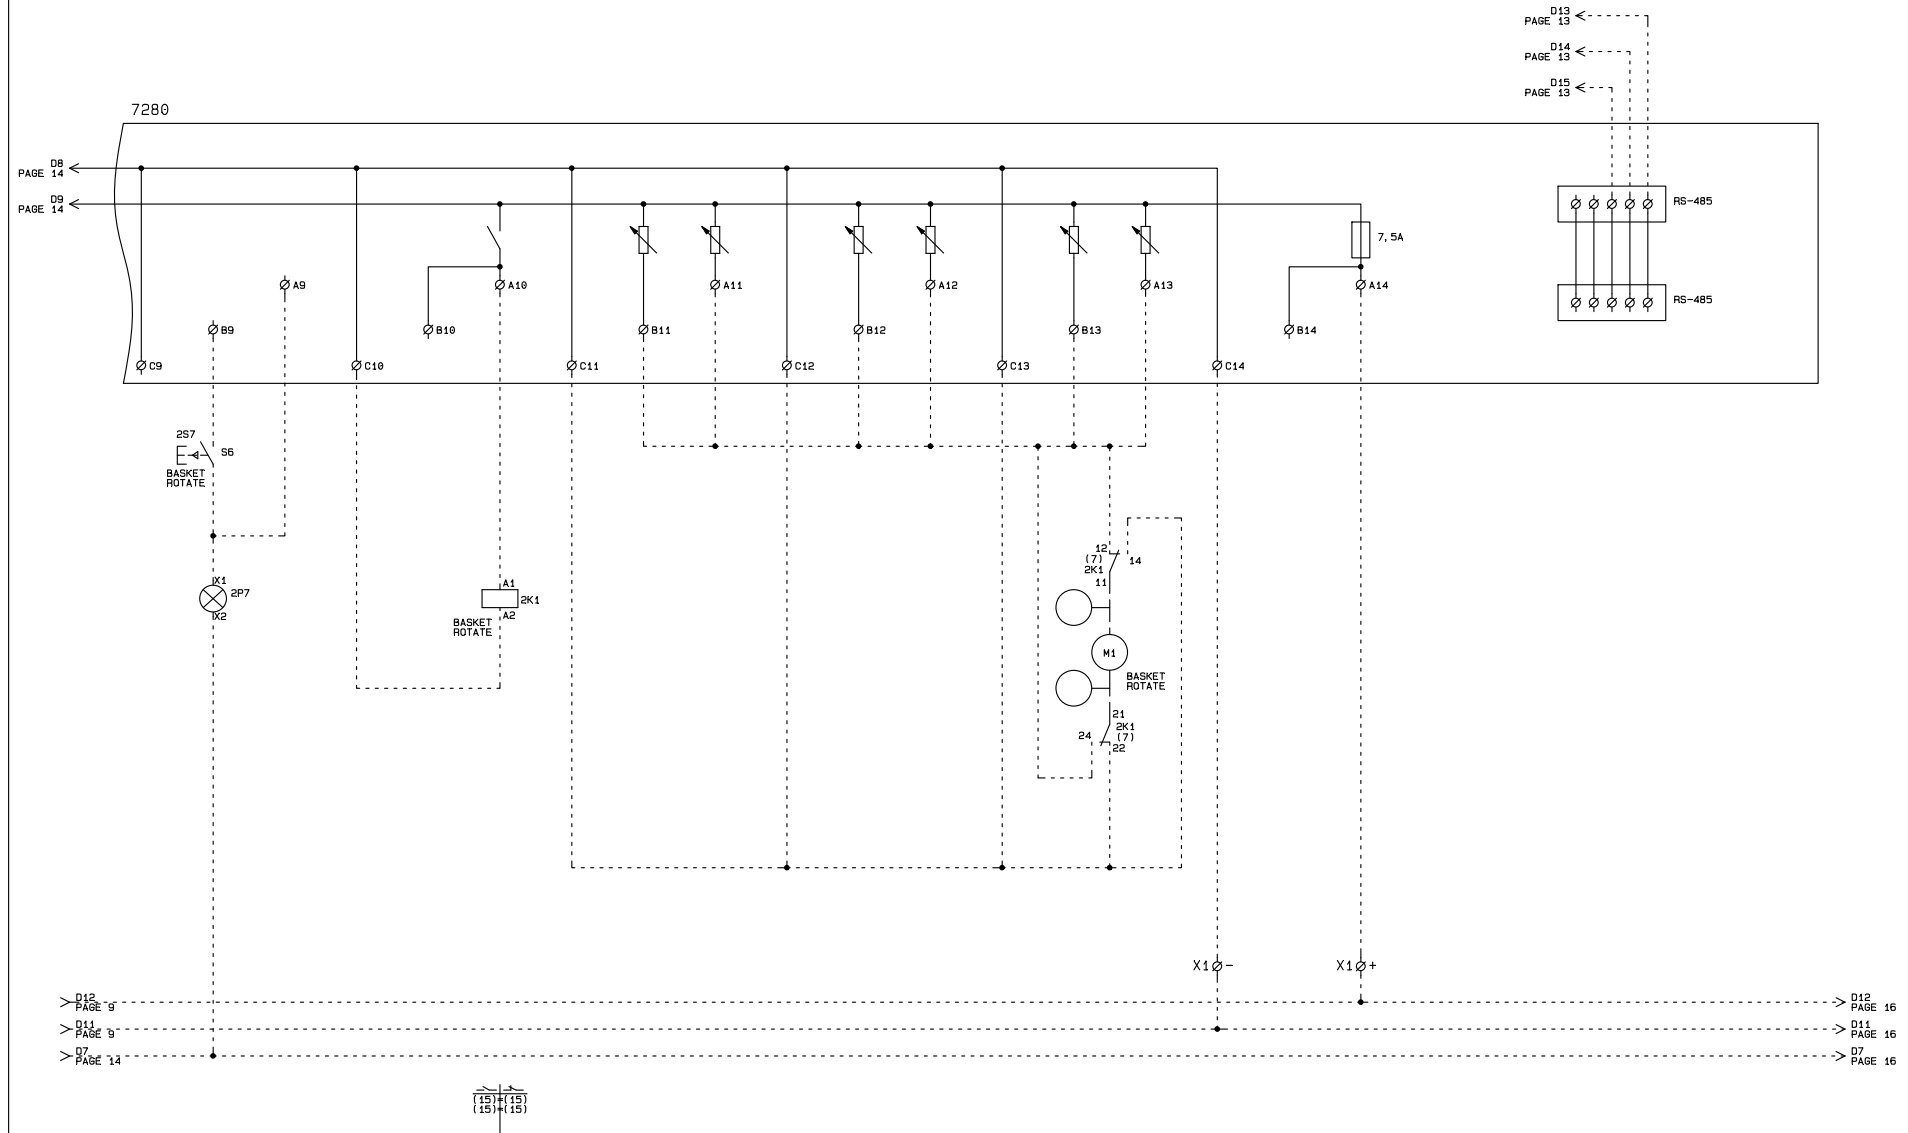 D13
PAGE 13
D14
PAGE 13
D15
PAGE 13
7280
D8
PAGE 14
D9
PAGE 14
RS-485
7,5A
A9
A10
A11
A12
A13
A14
RS-485
B9
B10
B11
B12
B13
B14
C9
C10
C11
C12
C13
C14
2S7
S6
BASKET
ROTATE
12
(7)
14
2K1
11
X1
2P7
X2
A1
2K1
A2
BASKET
ROTATE
M1
BASKET
ROTATE
21
2K1
24
(7)
22
X1 -
X1 +
D12
PAGE 9
D12
PAGE 16
D11
PAGE 9
D11
PAGE 16
D7
PAGE 14
D7
PAGE 16
(15)=(15)
(15)=(15)